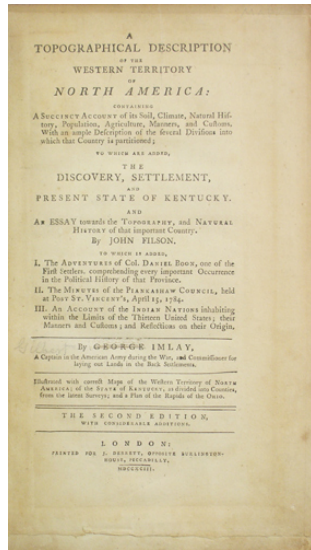 A
TOPOGRAPHICAL DESCRIPTION
OF THE
WESTERN TERRITORY
OF
NORTH AMERICA:
CONTAINING
A SUCCINCT ACCOUNT of its Soil, Climate, Natural His-
tory, Population, Agriculture, Manners, and Customs.
With an ample Description of the several Divisions into
which that Country is partitioned;
TO WHICH ARE ADDED,
THE
DISCOVERY, SETTLEMENT,
AND
PRESENT STATE OF KENTUCKY.
AND
AN ESSAY towards the TOPOGRAPHY, and NATURAL
HISTORY of that important Country.
By JOHN FILSON.
TO WHICH IS ADDED,
I. The ADVENTURES of Col. DANIEL BOON, one of the
First Settlers, comprehending every important Occurrence
in the Political History of that Province.
II. The MINUTES of the PIANKASHAW COUNCIL, held
at POST ST. VINCENT'S, April 15, 1784.
III. An ACCOUNT of the INDIAN NATIONS inhabiting
within the Limits of the Thirteen United States; their
Manners and Customs; and Reflections on their Origin.
By GEORGE IMLAY,
A Captain in the American Army during the War, and Commissioner for
laying out Lands in the Back Settlements.
Illustrated with correct Maps of the Western Territory of NORTH
AMERICA; of the STATE of KENTUCKY, as divided into Counties,
from the latest Surveys; and a Plan of the Rapids of the OHIO.
THE SECOND EDITION,
WITH CONSIDERABLE ADDITIONS.
LONDON:
PRINTED FOR J. DEBRETT, OPPOSITE BURLINGTON-
HOUSE, PICCADILLY,
MDCCXCIII.